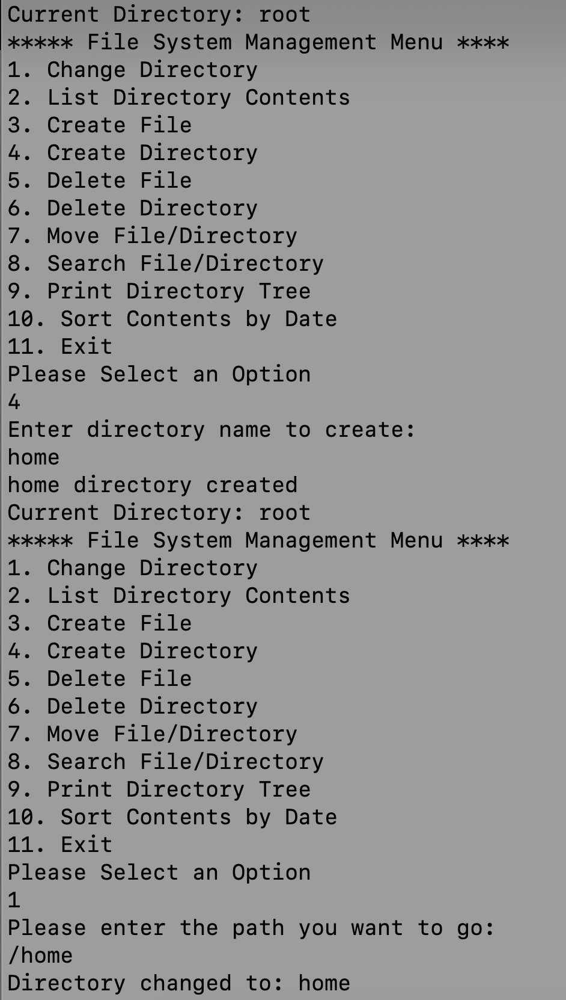 Current Directory: root
***** File System Management Menu ****
1. Change Directory
2. List Directory Contents
3. Create File
4. Create Directory
5. Delete File
6. Delete Directory
7. Move File/Directory
8. Search File/Directory
9. Print Directory Tree
10. Sort Contents by Date
11. Exit
Please Select an Option
4
Enter directory name to create:
home
home directory created
Current Directory: root
***** File System Management Menu ****
1. Change Directory
2. List Directory Contents
3. Create File
4. Create Directory
5. Delete File
6. Delete Directory
7. Move File/Directory
8. Search File/Directory
9. Print Directory Tree
10. Sort Contents by Date
11. Exit
Please Select an Option
1
Please enter the path you want to go:
/home
Directory changed to: home